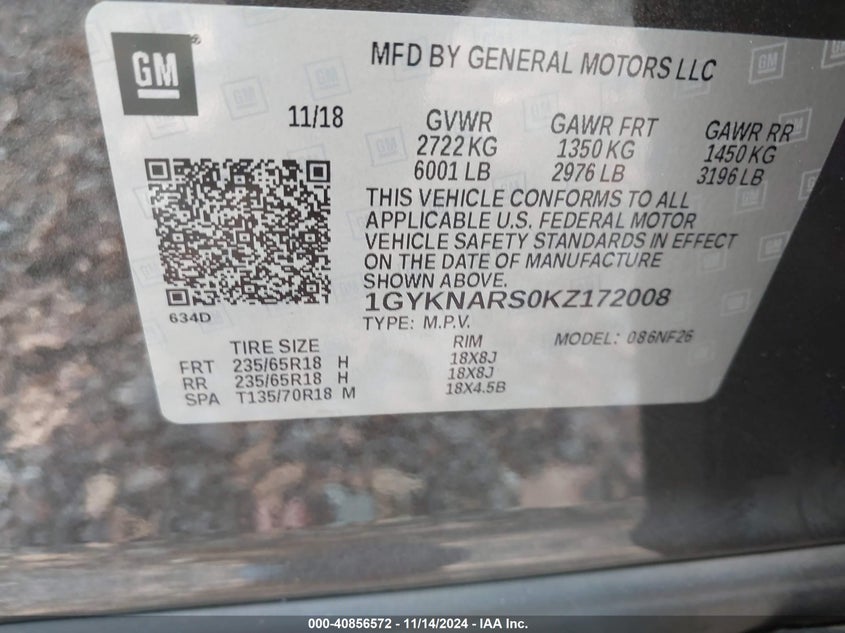 GM
MFD BY GENERAL MOTORS LLC
11/18
GVWR GAWR FRT GAWR RR
2722 KG 1350 KG 1450 KG
6001 LB 2976 LB 3196 LB
THIS VEHICLE CONFORMS TO ALL
APPLICABLE U.S. FEDERAL MOTOR
VEHICLE SAFETY STANDARDS IN EFFECT
ON THE DATE OF MANUFACTURE
SHOWN ABOVE.
1GYKNARS0KZ172008
634D
TYPE: M.P.V. MODEL: 086NF26
TIRE SIZE RIM
FRT 235/65R18 H 18X8J
RR 235/65R18 H 18X8J
SPA T135/70R18 M 18X4.5B
000-40856572 - 11/14/2024 - IAA Inc.